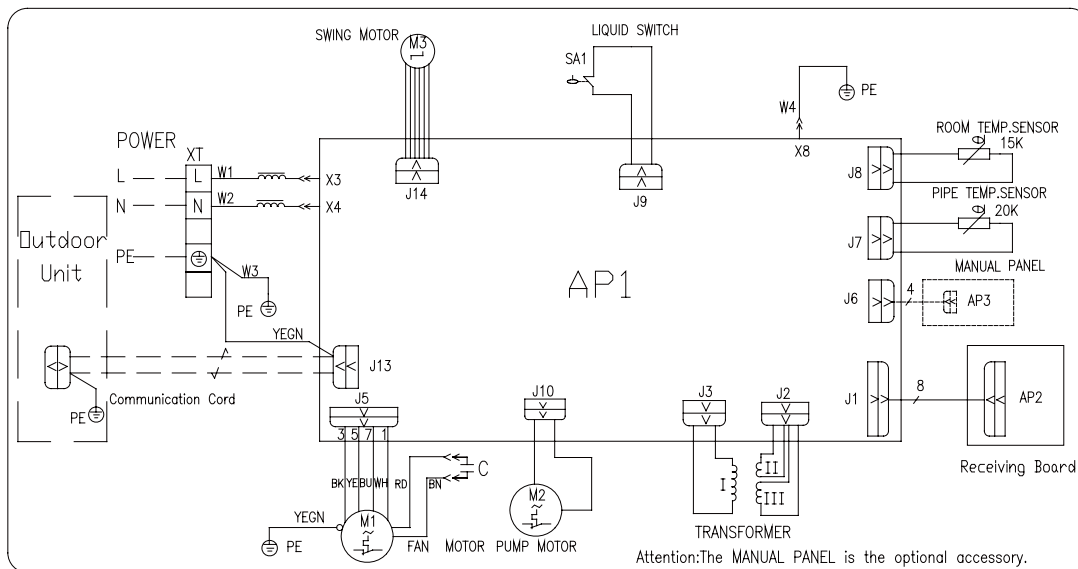 SWING MOTOR
M3
LIQUID SWITCH
SA1
W4
PE
X8
POWER
XT
L
L
W1
X3
N
N
W2
X4
PE
W3
PE
YEGN
J14
J9
ROOM TEMP.SENSOR
15K
J8
PIPE TEMP.SENSOR
20K
J7
MANUAL PANEL
J6
4
AP3
Outdoor
Unit
AP1
J13
PE
Communication Cord
J5
3 5 7 1
J10
J3
J2
J1
8
AP2
Receiving Board
BK YE BU WH RD BN
C
YEGN
PE
M1
~
FAN MOTOR
M2
~
PUMP MOTOR
I
II
III
TRANSFORMER
Attention:The MANUAL PANEL is the optional accessory.